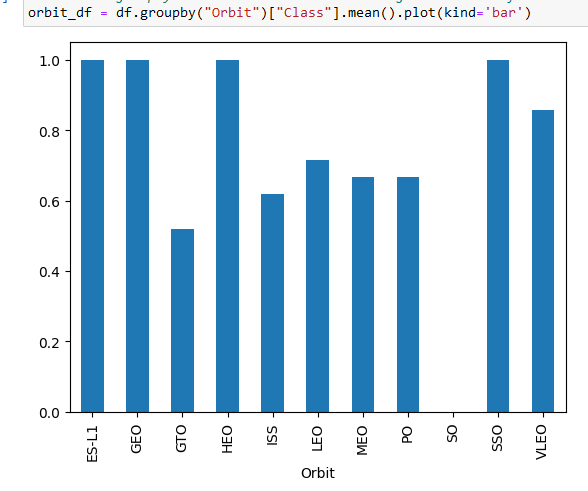 orbit_df = df.groupby("Orbit")["Class"].mean().plot(kind='bar')
1.0
0.8
0.6
0.4
0.2
0.0
ES-L1 GEO GTO HEO ISS LEO MEO PO SO SSO VLEO
Orbit